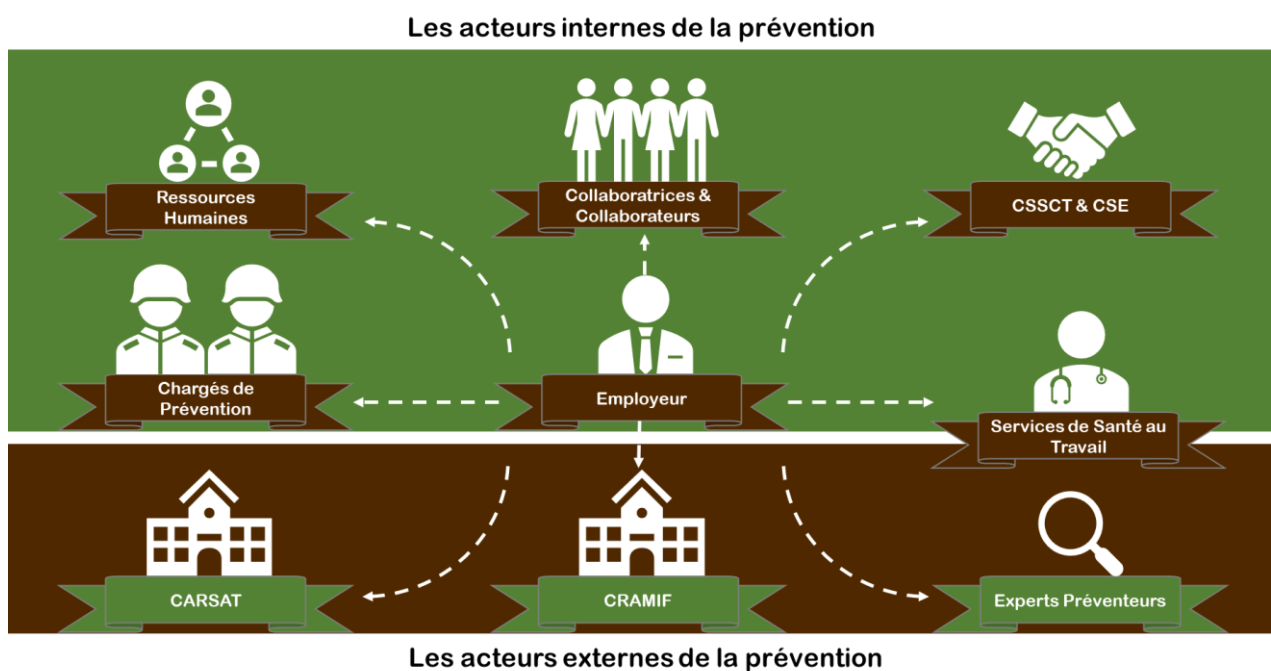 Les acteurs internes de la prévention
Ressources
Humaines
Collaboratrices &
Collaborateurs
CSSCT & CSE
Chargés de
Prévention
Employeur
Services de Santé au
Travail
CARSAT
CRAMIF
Experts Préventeurs
Les acteurs externes de la prévention